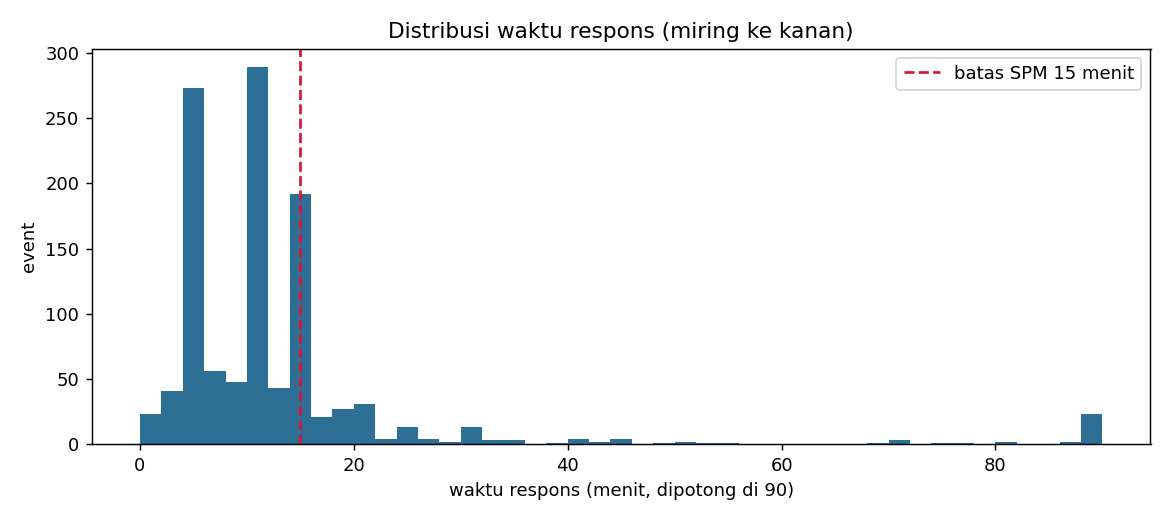 Distribusi waktu respons (miring ke kanan)
batas SPM 15 menit
event
300
250
200
150
100
50
0
0 20 40 60 80
waktu respons (menit, dipotong di 90)